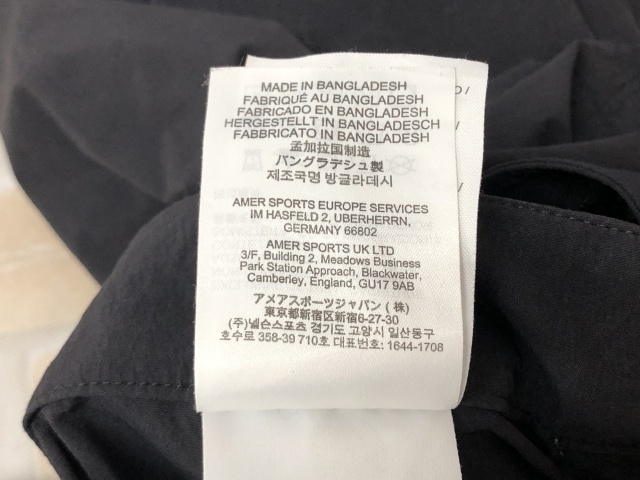 MADE IN BANGLADESH
FABRIQUÉ AU BANGLADESH
FABRICADO EN BANGLADESH
HERGESTELLT IN BANGLADESCH
FABBRICATO IN BANGLADESH
孟加拉国制造
バングラデシュ製
제조국명 방글라데시
AMER SPORTS EUROPE SERVICES
IM HASFELD 2, UBERHERRN,
GERMANY 66802
AMER SPORTS UK LTD
3/F, Building 2, Meadows Business
Park Station Approach, Blackwater,
Camberley, England, GU17 9AB
アメアスポーツジャパン (株)
東京都新宿区新宿6-27-30
(주)넬슨스포츠 경기도 고양시 일산동구
호수로 358-39 710호 대표번호: 1644-1708